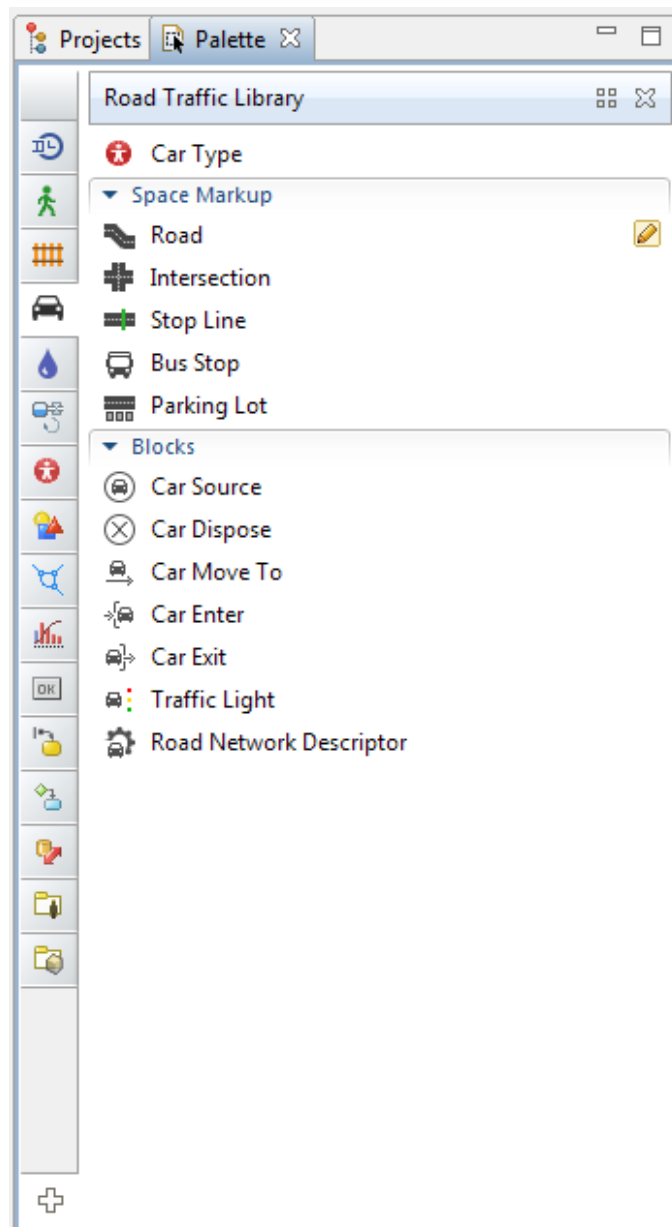 Projects Palette
Road Traffic Library
Car Type
Space Markup
Road
Intersection
Stop Line
Bus Stop
Parking Lot
Blocks
Car Source
Car Dispose
Car Move To
Car Enter
Car Exit
OK
Traffic Light
Road Network Descriptor